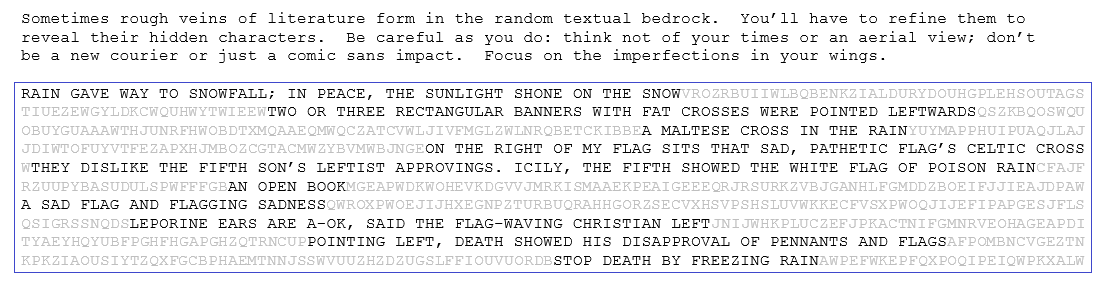 Sometimes rough veins of literature form in the random textual bedrock.  You’ll have to refine them to
reveal their hidden characters.  Be careful as you do: think not of your times or an aerial view; don’t
be a new courier or just a comic sans impact.  Focus on the imperfections in your wings.
RAIN GAVE WAY TO SNOWFALL; IN PEACE, THE SUNLIGHT SHONE ON THE SNOWVROZRBUIIWLBQBENKZIALDURYDOUHGPLEHSOUTAGS
TIUEZEWGYLDKCWQUHWYTWIEEWTWO OR THREE RECTANGULAR BANNERS WITH FAT CROSSES WERE POINTED LEFTWARDSQSZKBQOSWQU
OBUYGUAAAWTHJUNRFHWOBDTXMQAAEQMWQCZATCVWLJIVFMGLZWLNRQBETCKIBBEA MALTESE CROSS IN THE RAINYUYMAPPHUIPUAQJLAJ
JDIWTOFUYVTFEZAPXHJMBOZCGTACMWZYBVMWBJNGEON THE RIGHT OF MY FLAG SITS THAT SAD, PATHETIC FLAG’S CELTIC CROSS
WTHEY DISLIKE THE FIFTH SON’S LEFTIST APPROVINGS. ICILY, THE FIFTH SHOWED THE WHITE FLAG OF POISON RAINCFAJF
RZUUPYBASUDULSPWFFFGBAN OPEN BOOKMGEAPWDKWOHEVKDGVVJMRKISMAAEKPEAIGEEEQRJRSURKZVBJGANHLFGMDDZBOEIFJJIEAJDPAW
A SAD FLAG AND FLAGGING SADNESSQWROXPWOEJIJHXEGNPZTURBUQRAHHGORZSECVXHSVPSHSLUVWKKECFVSXPWOQJIJEFIPAPGESJFLS
QSIGRSSNQDSLEPORINE EARS ARE A-OK, SAID THE FLAG-WAVING CHRISTIAN LEFTJNIJWHKPLUCZEFJPKACTNIFGMNRVEOHAGEAPDI
TYAEYHQYUBFPGHFHGAPGHZQTRNCUPPOINTING LEFT, DEATH SHOWED HIS DISAPPROVAL OF PENNANTS AND FLAGSAFPOMBNCVGEZTN
KPKZIAOUSIYTZQXFGCBPHAEMTNNJSSWVUUZHZDZUGSLFFIOUVUORDBSTOP DEATH BY FREEZING RAINAWPEFWKEPFQXPOQIPEIQWPKXALW